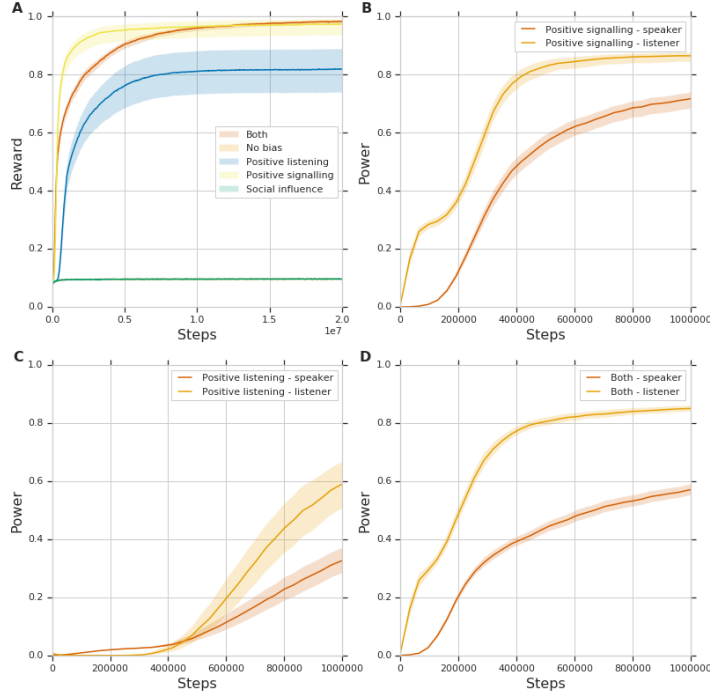 A
Reward
1.0
0.8
0.6
0.4
0.2
0.0
Both
No bias
Positive listening
Positive signalling
Social influence
0.0
0.5
1.0
1.5
2.0
1e7
Steps
B
Power
1.0
0.8
0.6
0.4
0.2
0.0
Positive signalling - speaker
Positive signalling - listener
0
200000
400000
600000
800000
1000000
Steps
C
Power
1.0
0.8
0.6
0.4
0.2
0.0
Positive listening - speaker
Positive listening - listener
0
200000
400000
600000
800000
1000000
Steps
D
Power
1.0
0.8
0.6
0.4
0.2
0.0
Both - speaker
Both - listener
0
200000
400000
600000
800000
1000000
Steps